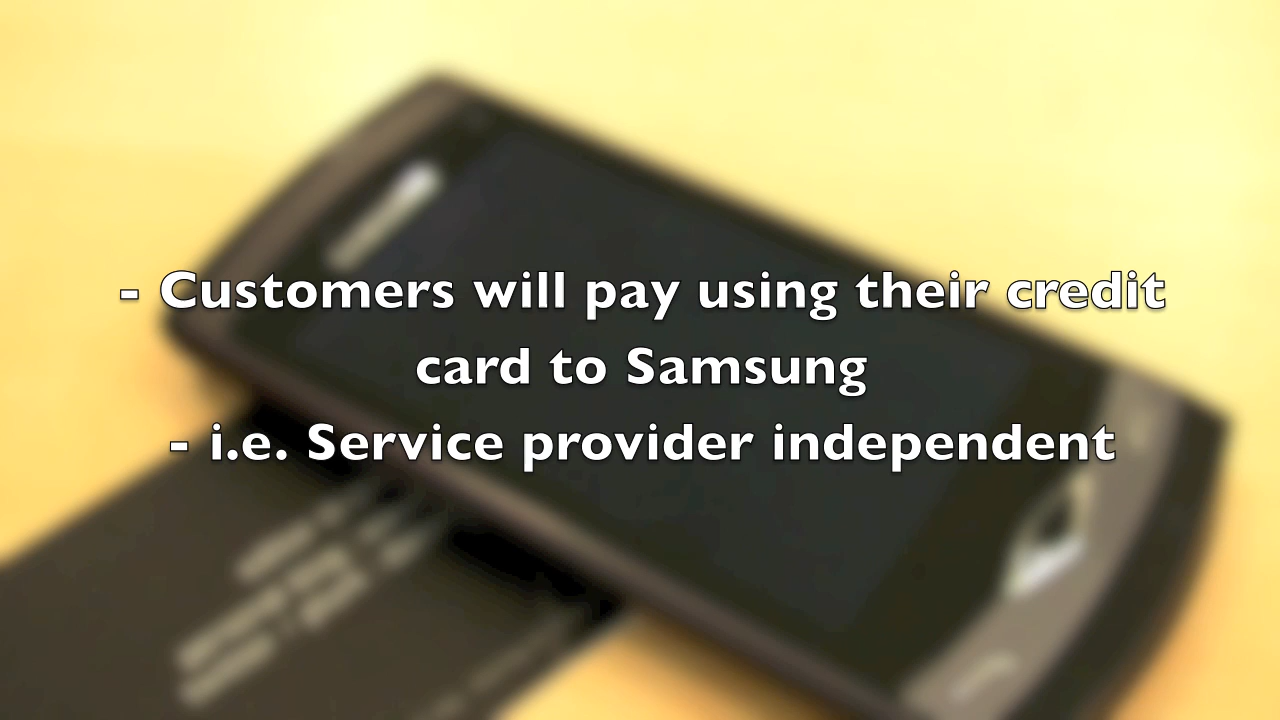 - Customers will pay using their credit
card to Samsung
- i.e. Service provider independent